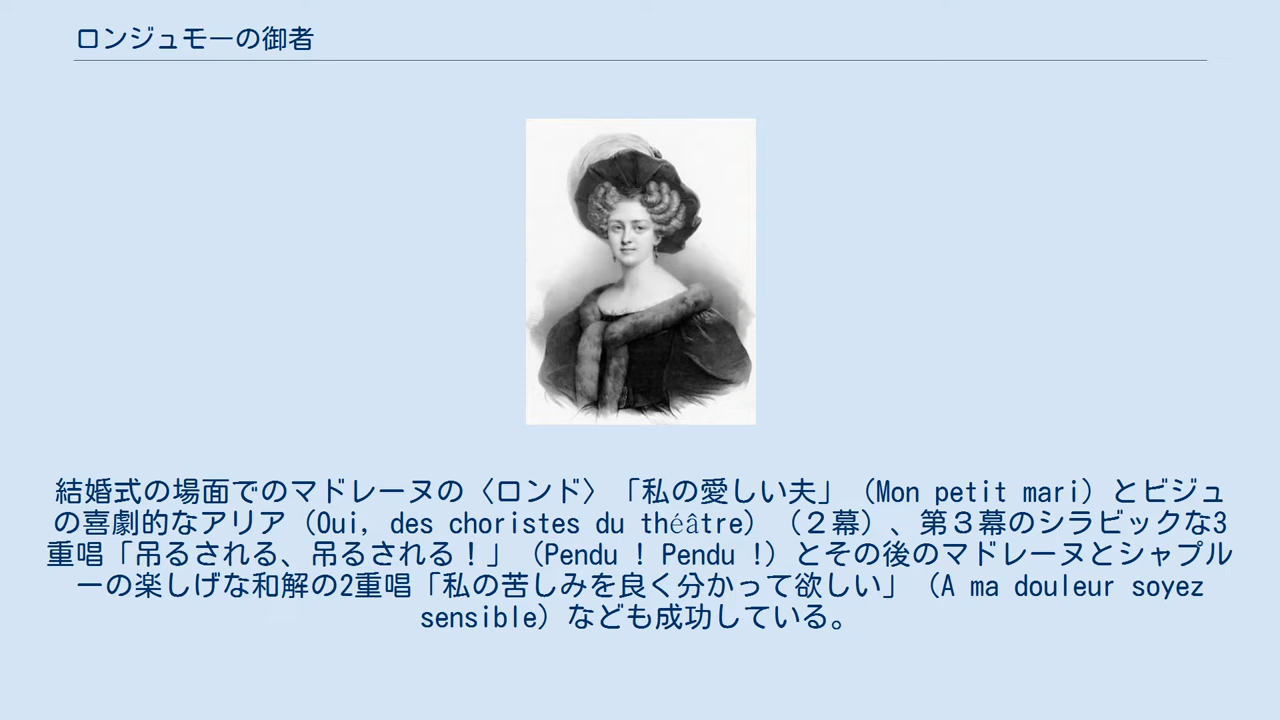 ロンジュモーの御者
結婚式の場面でのマドレーヌの〈ロンド〉「私の愛しい夫」（Mon petit mari）とビジュ
の喜劇的なアリア（Oui, des choristes du théâtre）（２幕）、第３幕のシラビックな3
重唱「吊るされる、吊るされる！」（Pendu ! Pendu !）とその後のマドレーヌとシャプル
ーの楽しげな和解の2重唱「私の苦しみを良く分かって欲しい」（A ma douleur soyez
sensible）なども成功している。